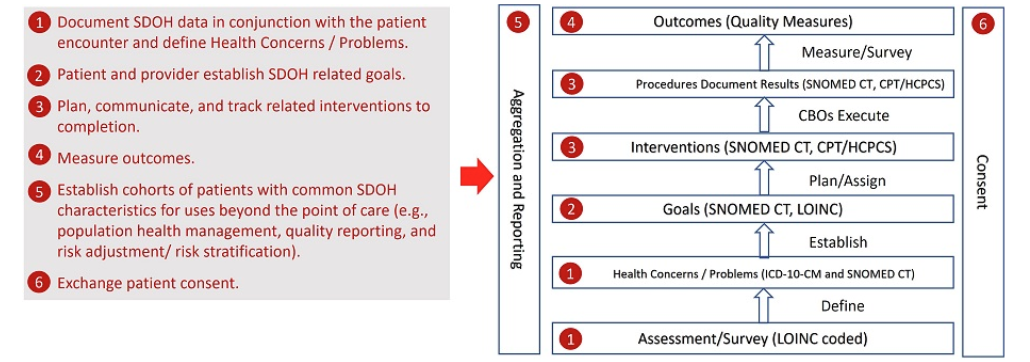 1 Document SDOH data in conjunction with the patient
encounter and define Health Concerns / Problems.
2 Patient and provider establish SDOH related goals.
3 Plan, communicate, and track related interventions to
completion.
4 Measure outcomes.
5 Establish cohorts of patients with common SDOH
characteristics for uses beyond the point of care (e.g.,
population health management, quality reporting, and
risk adjustment/ risk stratification).
6 Exchange patient consent.
5
Aggregation and Reporting
4 Outcomes (Quality Measures)
Measure/Survey
3 Procedures Document Results (SNOMED CT, CPT/HCPCS)
CBOs Execute
3 Interventions (SNOMED CT, CPT/HCPCS)
Plan/Assign
2 Goals (SNOMED CT, LOINC)
Establish
1 Health Concerns / Problems (ICD-10-CM and SNOMED CT)
Define
1 Assessment/Survey (LOINC coded)
6
Consent